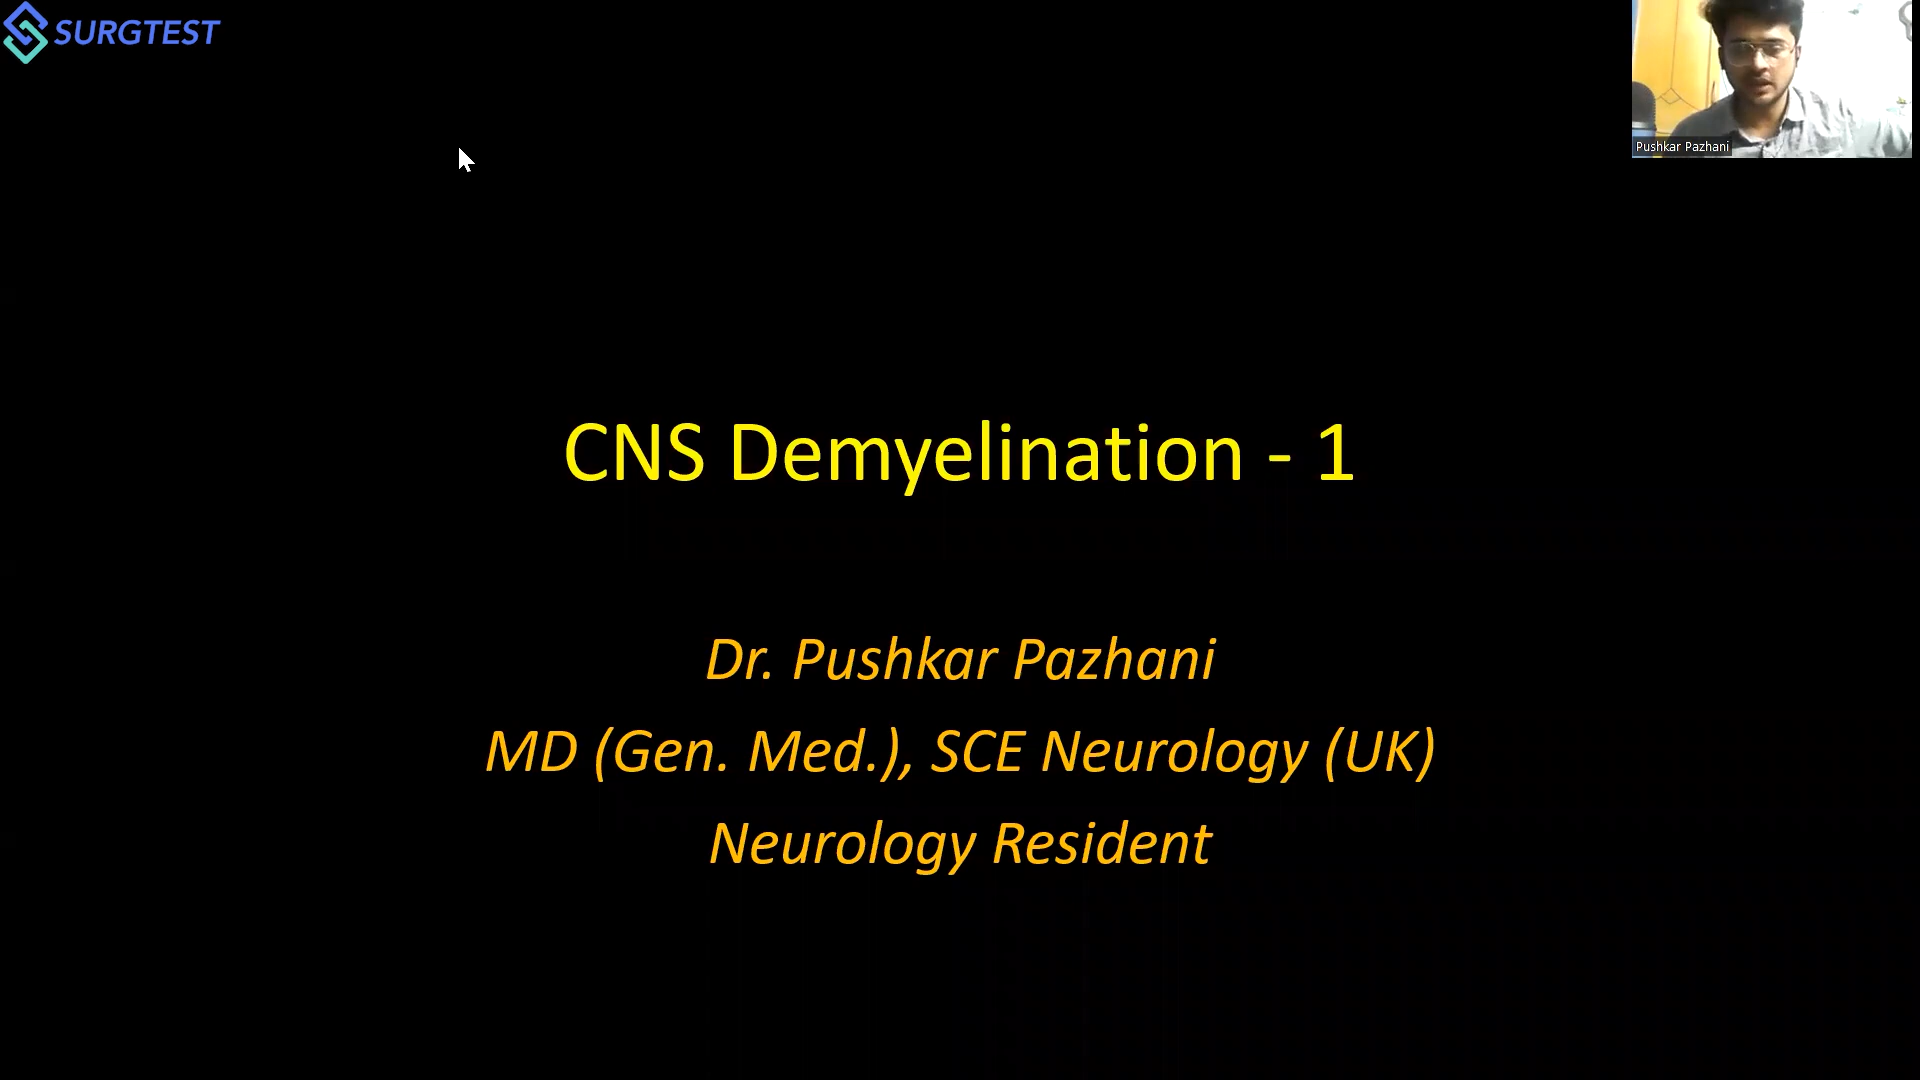 SURGTEST
Pushkar Pazhani
CNS Demyelination - 1
Dr. Pushkar Pazhani
MD (Gen. Med.), SCE Neurology (UK)
Neurology Resident